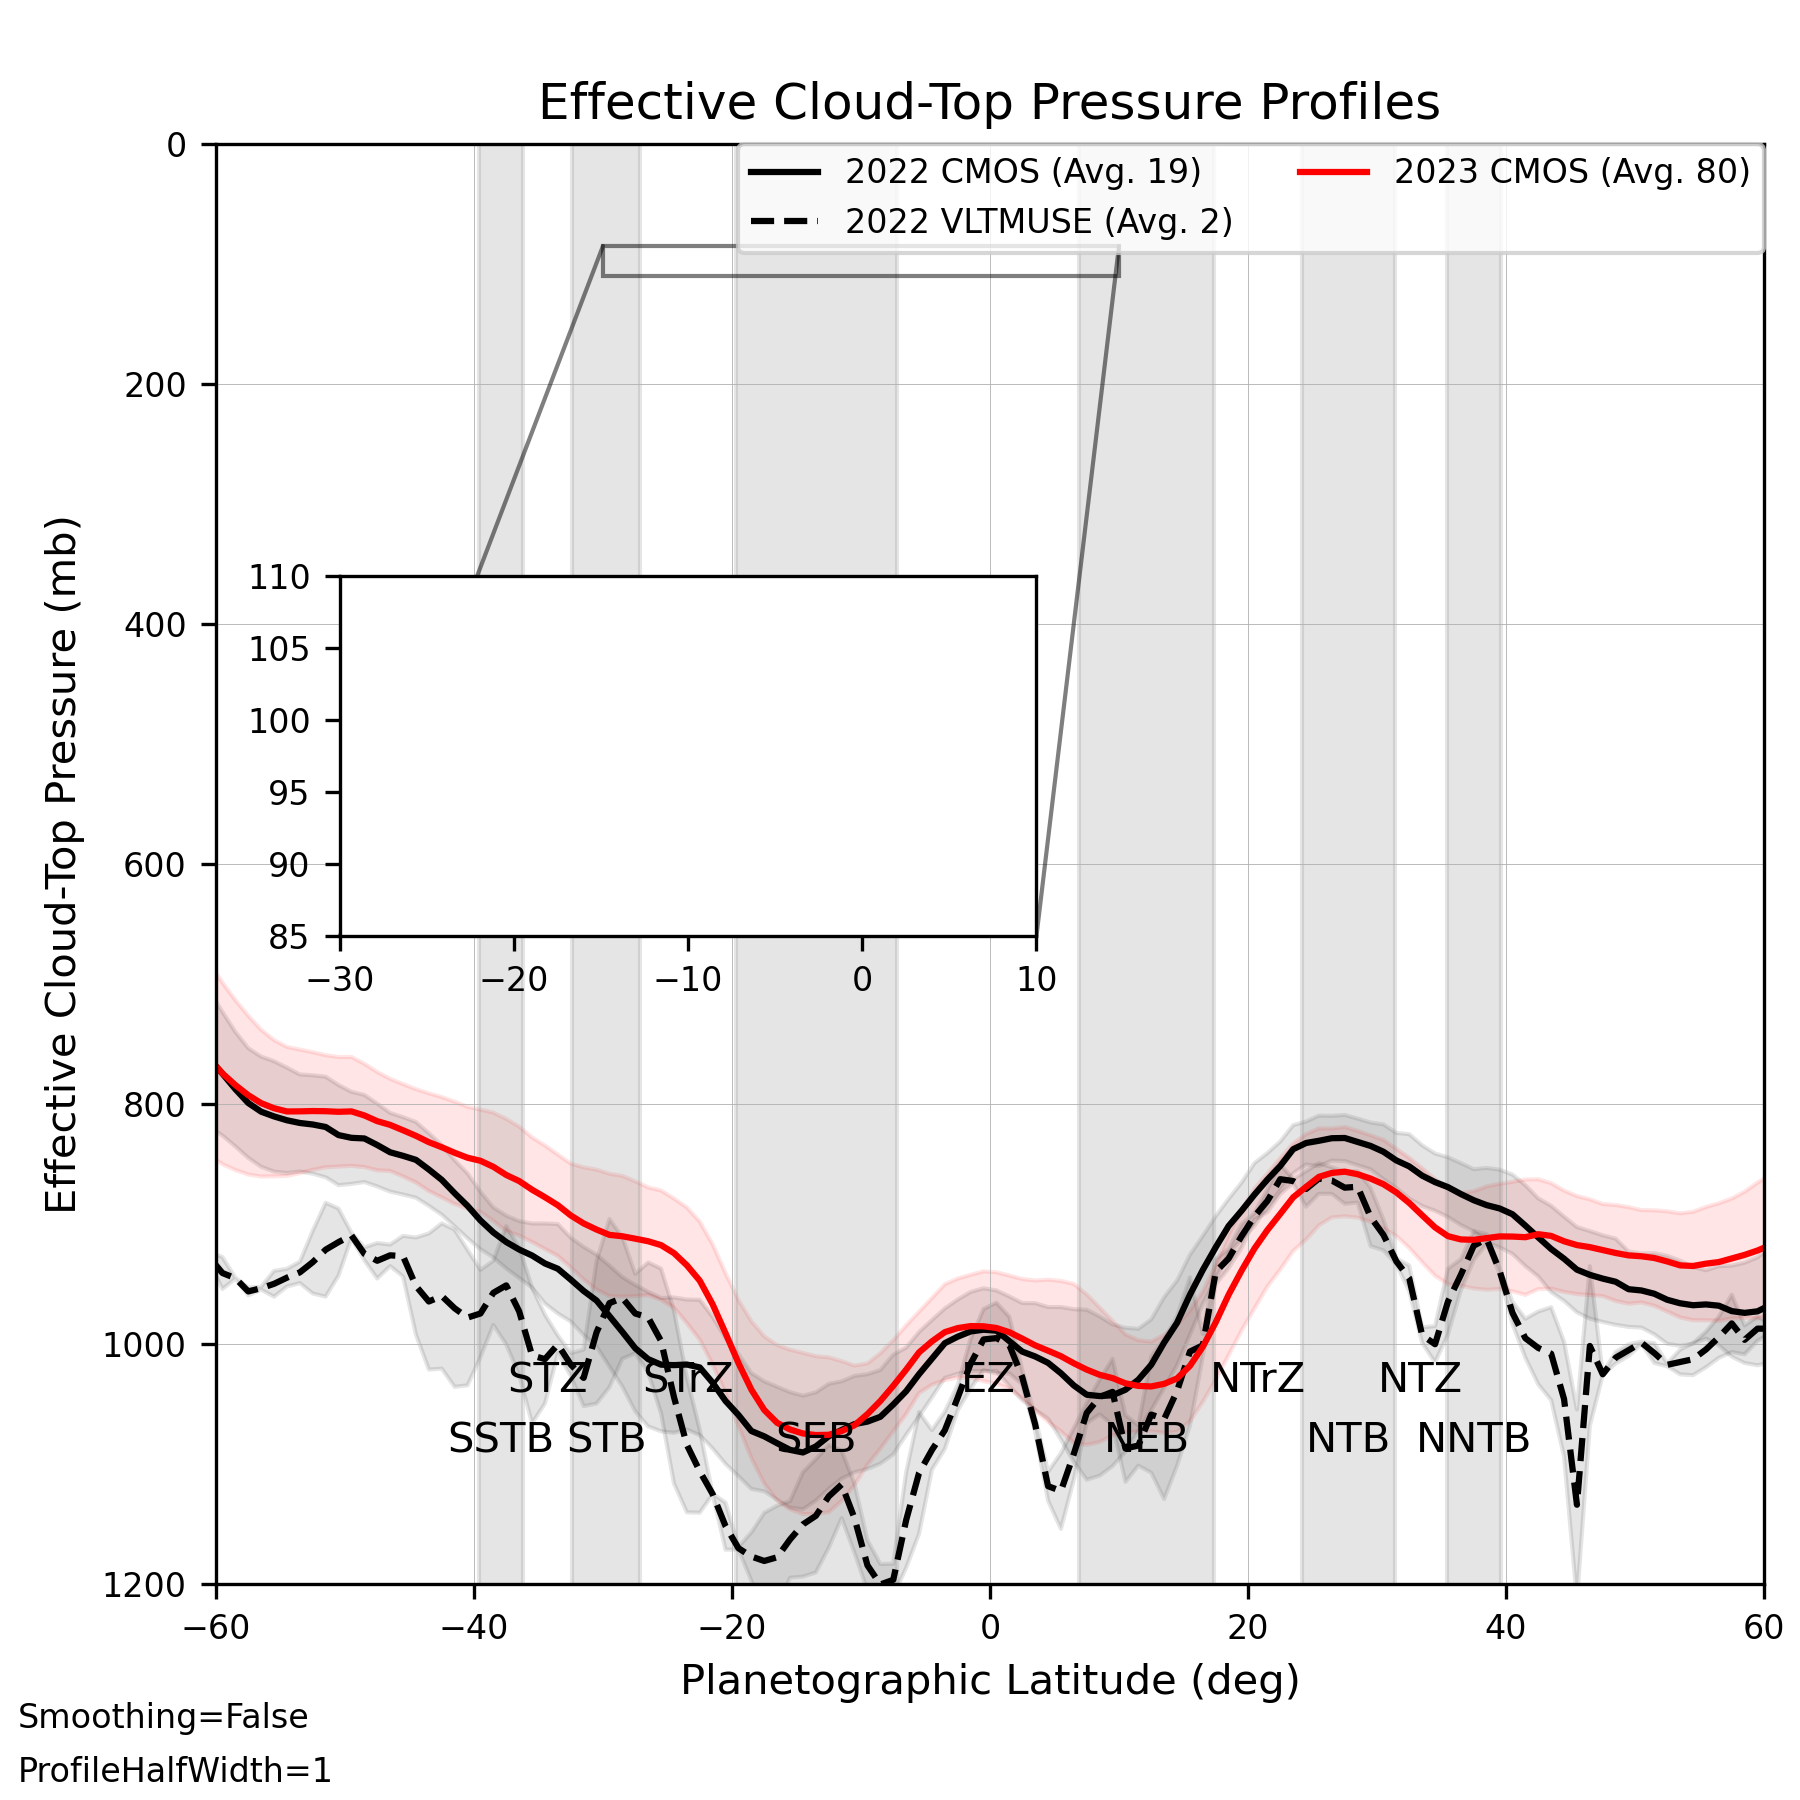 Effective Cloud-Top Pressure Profiles
2022 CMOS (Avg. 19)
2022 VLTMUSE (Avg. 2)
2023 CMOS (Avg. 80)
Effective Cloud-Top Pressure (mb)
0
200
400
600
800
1000
1200
110
105
100
95
90
85
−30 −20 −10 0 10
STZ STrZ EZ NTrZ NTZ
SSTB STB SEB NEB NTB NNTB
−60 −40 −20 0 20 40 60
Planetographic Latitude (deg)
Smoothing=False
ProfileHalfWidth=1